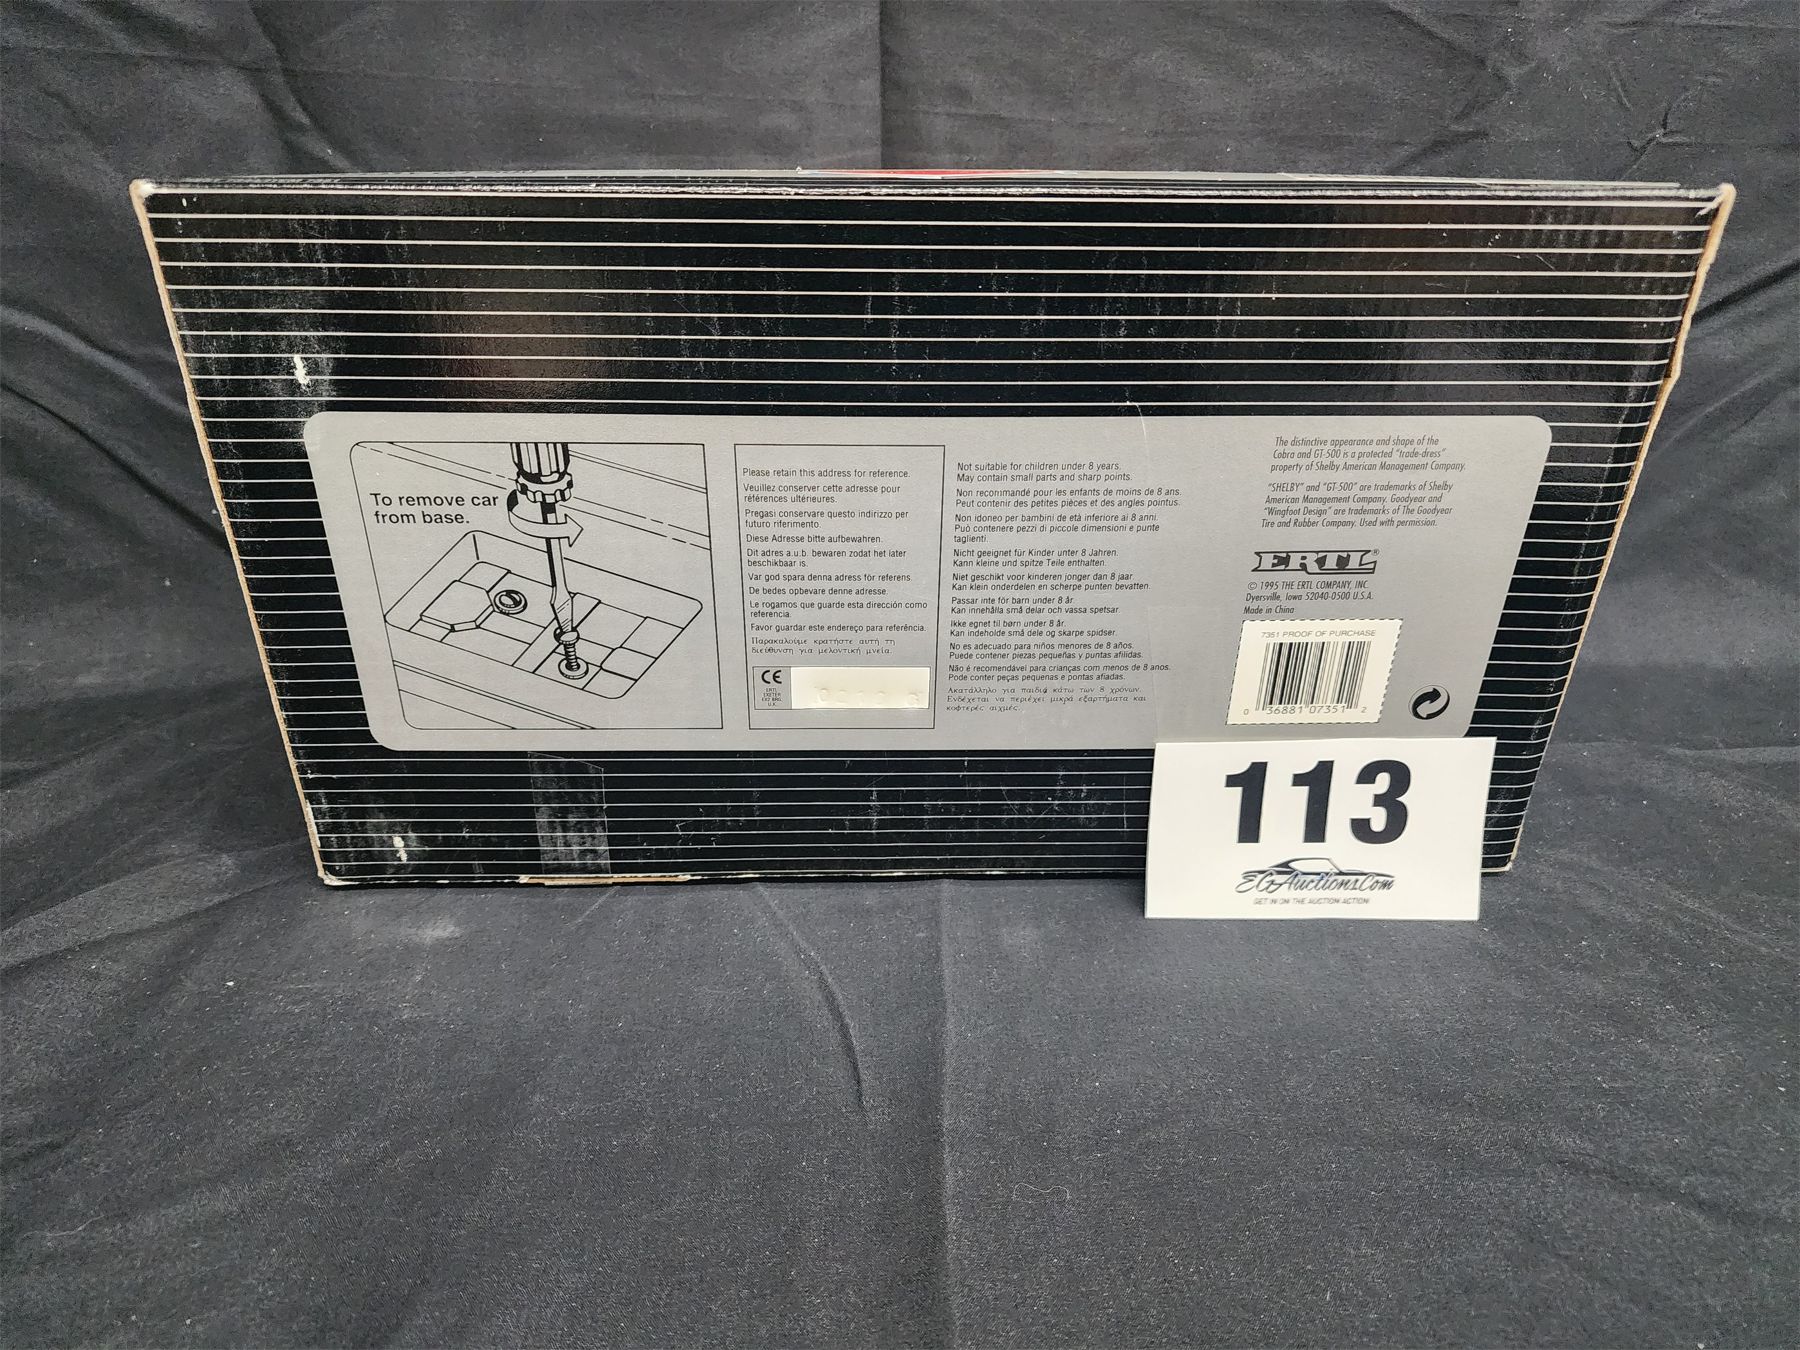 To remove car
from base.
Please retain this address for reference.
Veuillez conserver cette adresse pour
références ultérieures.
Pregasi conservare questo indirizzo per
futuro riferimento.
Diese Adresse bitte aufbewahren.
Dit adres a.u.b. bewaren zodat het later
beschikbaar is.
Var god spara denna adress för referens.
De bedes opbevare denne adresse.
Le rogamos que guarde esta dirección como
referencia.
Favor guardar este endereço para referência.
Παρακαλούμε κρατήστε αυτή τη
διεύθυνση για μελοντική μνεία.
CE
ERTL
EXETER
U.K.
Not suitable for children under 8 years.
May contain small parts and sharp points.
Non recommandé pour les enfants de moins de 8 ans.
Peut contenir des petites pièces et des angles pointus.
Non idoneo per bambini de età inferiore ai 8 anni.
Può contenere pezzi di piccole dimensioni e punte
taglienti.
Nicht geeignet für Kinder unter 8 Jahren.
Kann kleine und spitze Teile enthalten.
Niet geschikt voor kinderen jonger dan 8 jaar.
Kan klein onderdelen en scherpe punten bevatten.
Passar inte för barn under 8 år.
Kan innehålla små delar och vassa spetsar.
Ikke egnet til børn under 8 år.
Kan indeholde små dele og skarpe spidser.
No es adecuado para niños menores de 8 años.
Puede contener piezas pequeñas y puntas afiladas.
Não é recomendável para crianças com menos de 8 anos.
Pode conter peças pequenas e pontas afiadas.
Ακατάλληλο για παιδιά κάτω των 8 χρόνων.
Ενδέχεται να περιέχει μικρά εξαρτήματα και
κοφτερές αιχμές.
The distinctive appearance and shape of the
Cobra and GT-500 is a protected "trade-dress"
property of Shelby American Management Company.
"SHELBY" and "GT-500" are trademarks of Shelby
American Management Company. Goodyear and
"Wingfoot Design" are trademarks of The Goodyear
Tire and Rubber Company. Used with permission.
ERTL®
© 1995 THE ERTL COMPANY, INC.
Dyersville, Iowa 52040-0500 U.S.A.
Made in China
7351 PROOF OF PURCHASE
0 36881 07351 2
113
EGAuctions.Com
GET IN ON THE AUCTION ACTION